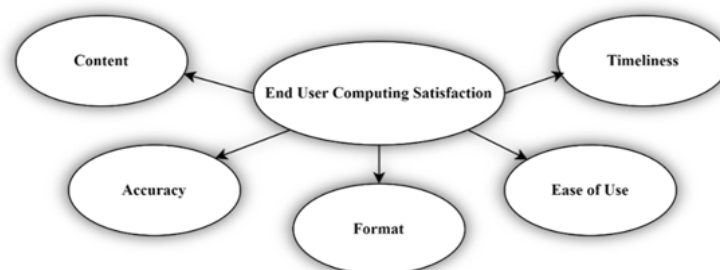 Content
Timeliness
End User Computing Satisfaction
Accuracy
Ease of Use
Format